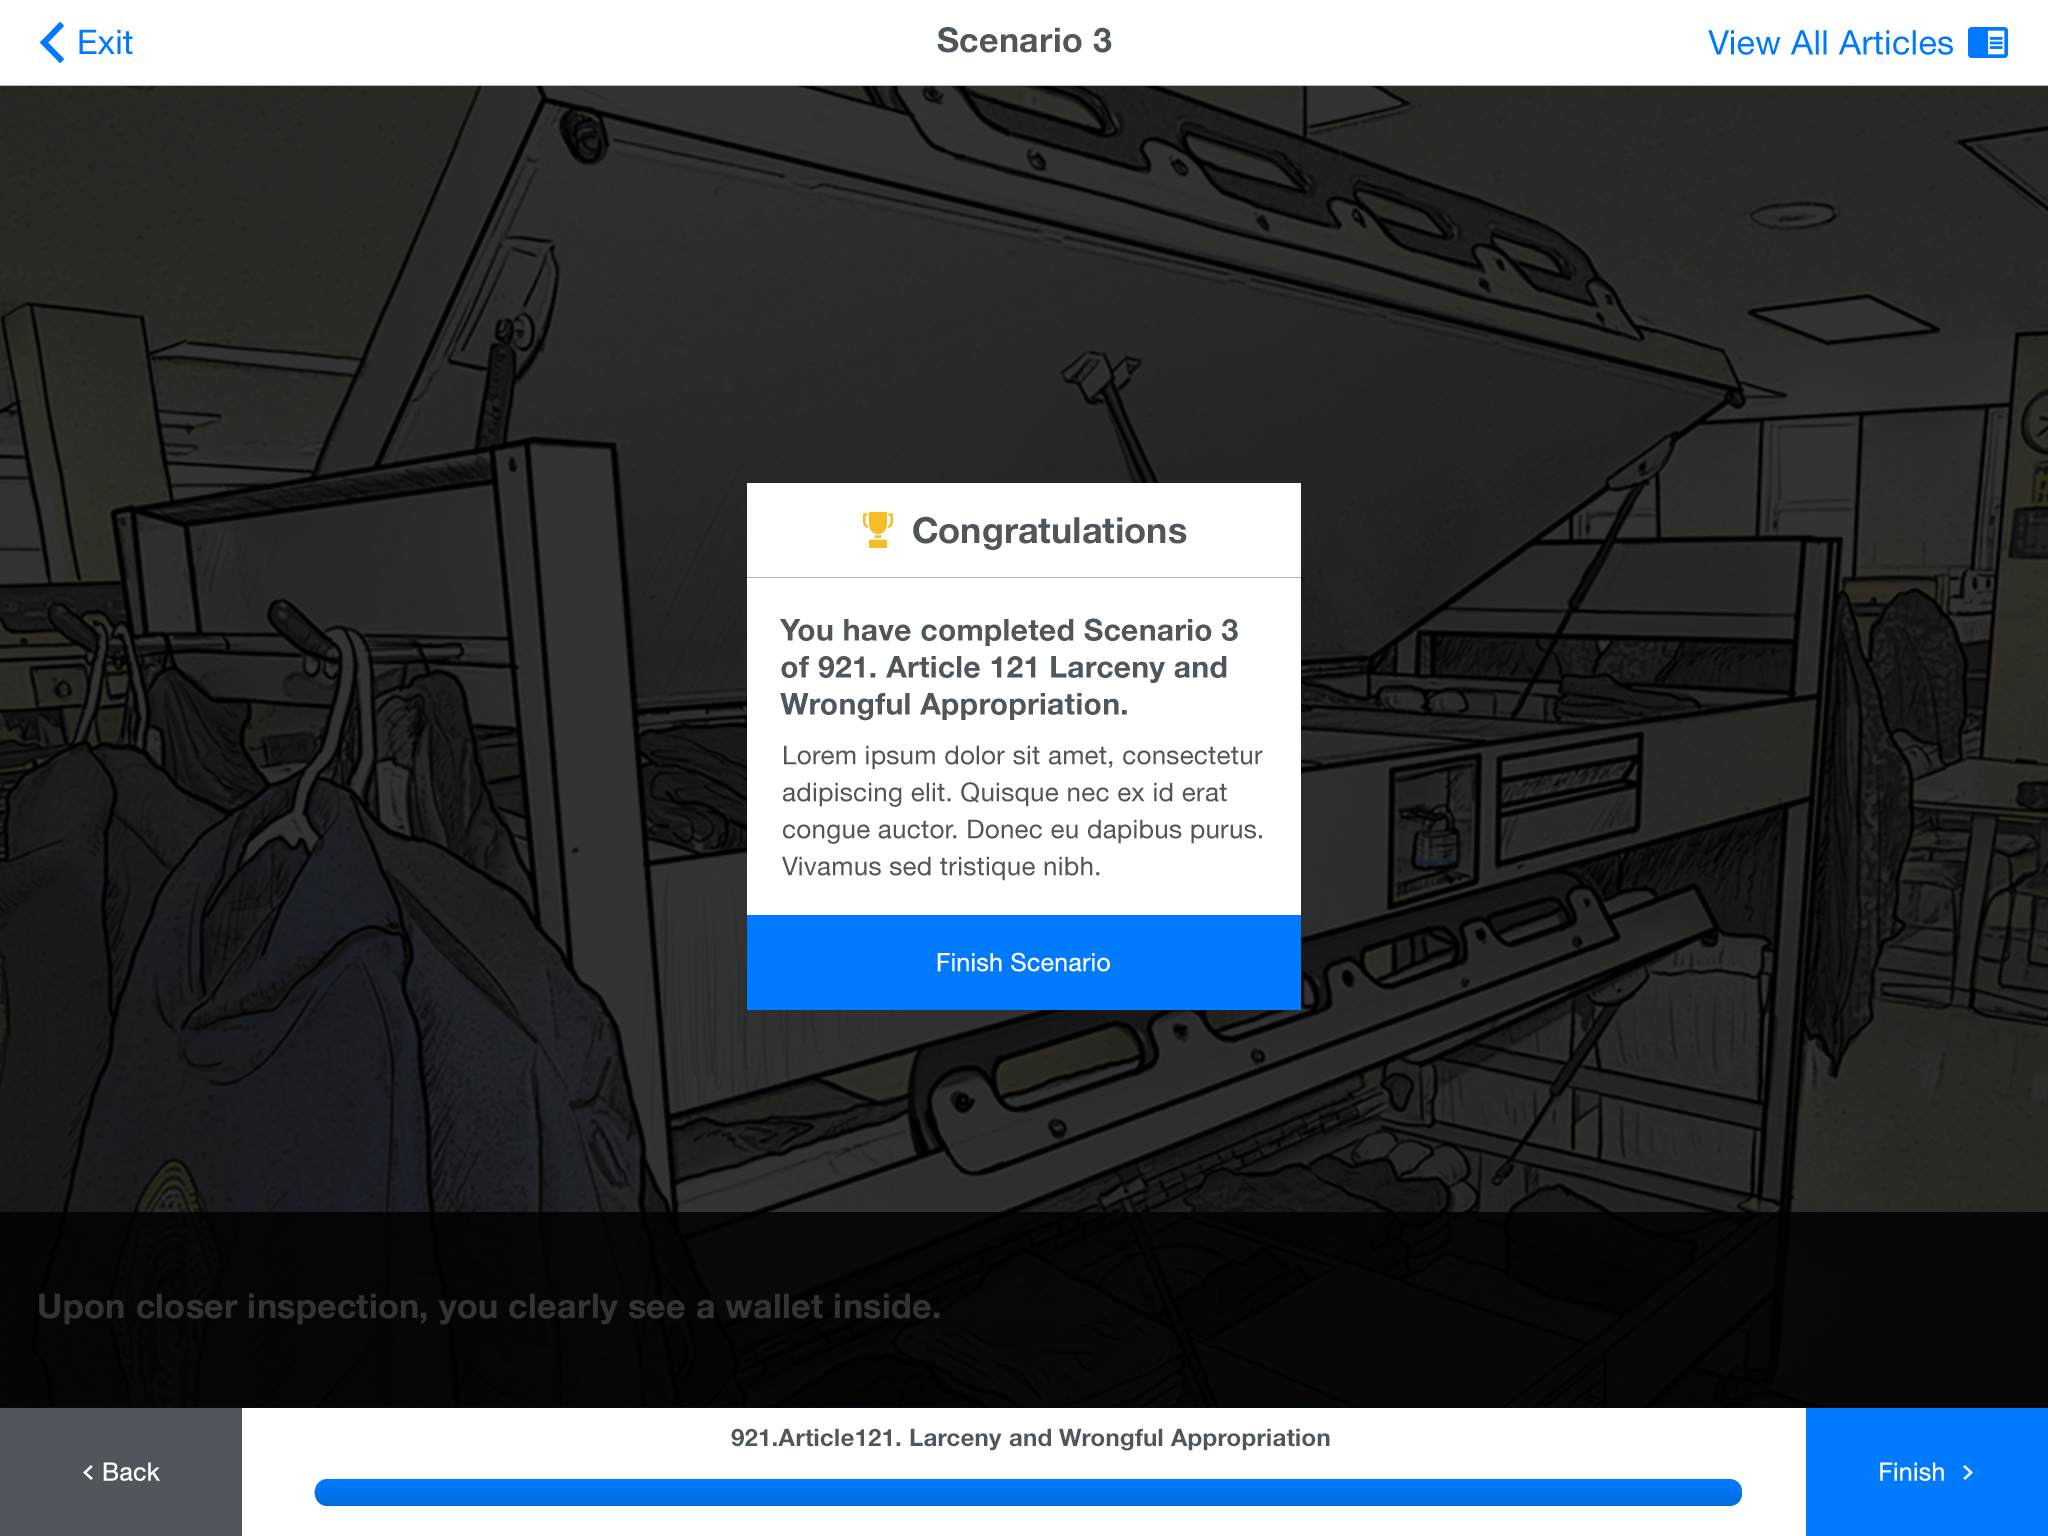 Exit
Scenario 3
View All Articles
Congratulations
You have completed Scenario 3
of 921. Article 121 Larceny and
Wrongful Appropriation.
Lorem ipsum dolor sit amet, consectetur
adipiscing elit. Quisque nec ex id erat
congue auctor. Donec eu dapibus purus.
Vivamus sed tristique nibh.
Finish Scenario
Upon closer inspection, you clearly see a wallet inside.
921.Article121. Larceny and Wrongful Appropriation
Back
Finish